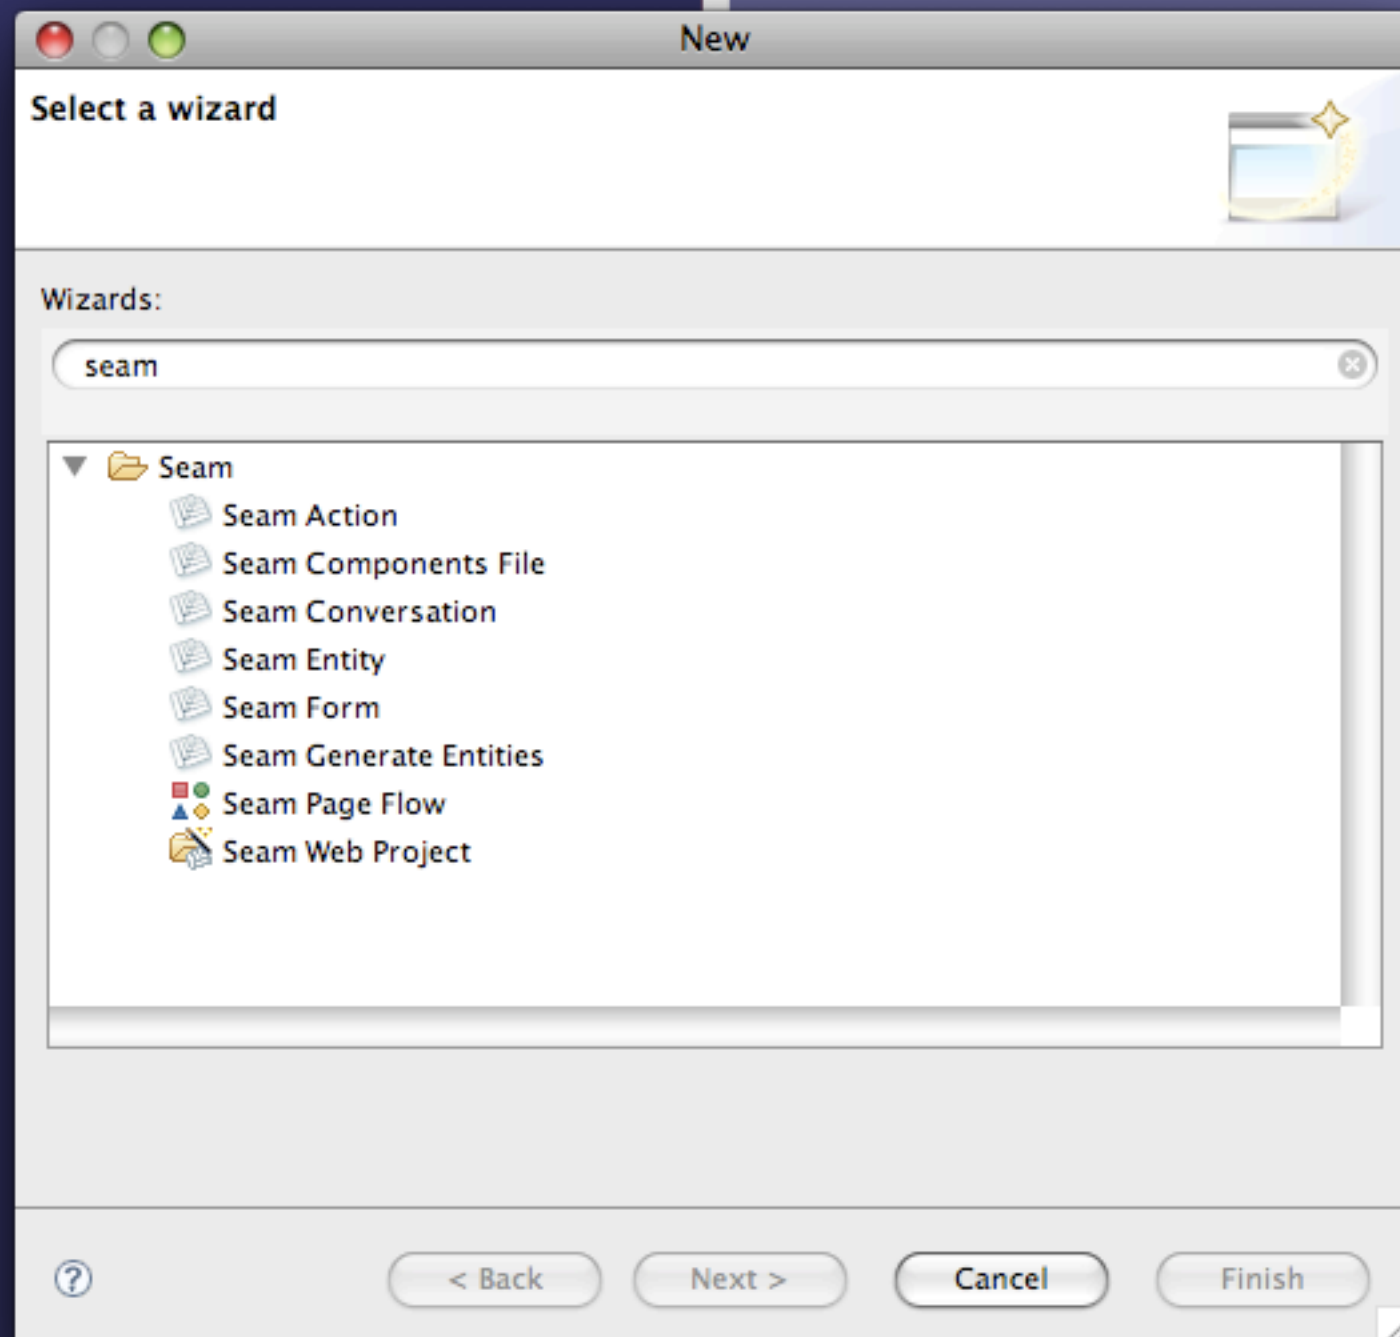 New
Select a wizard
Wizards:
seam
Seam
Seam Action
Seam Components File
Seam Conversation
Seam Entity
Seam Form
Seam Generate Entities
Seam Page Flow
Seam Web Project
? < Back Next > Cancel Finish